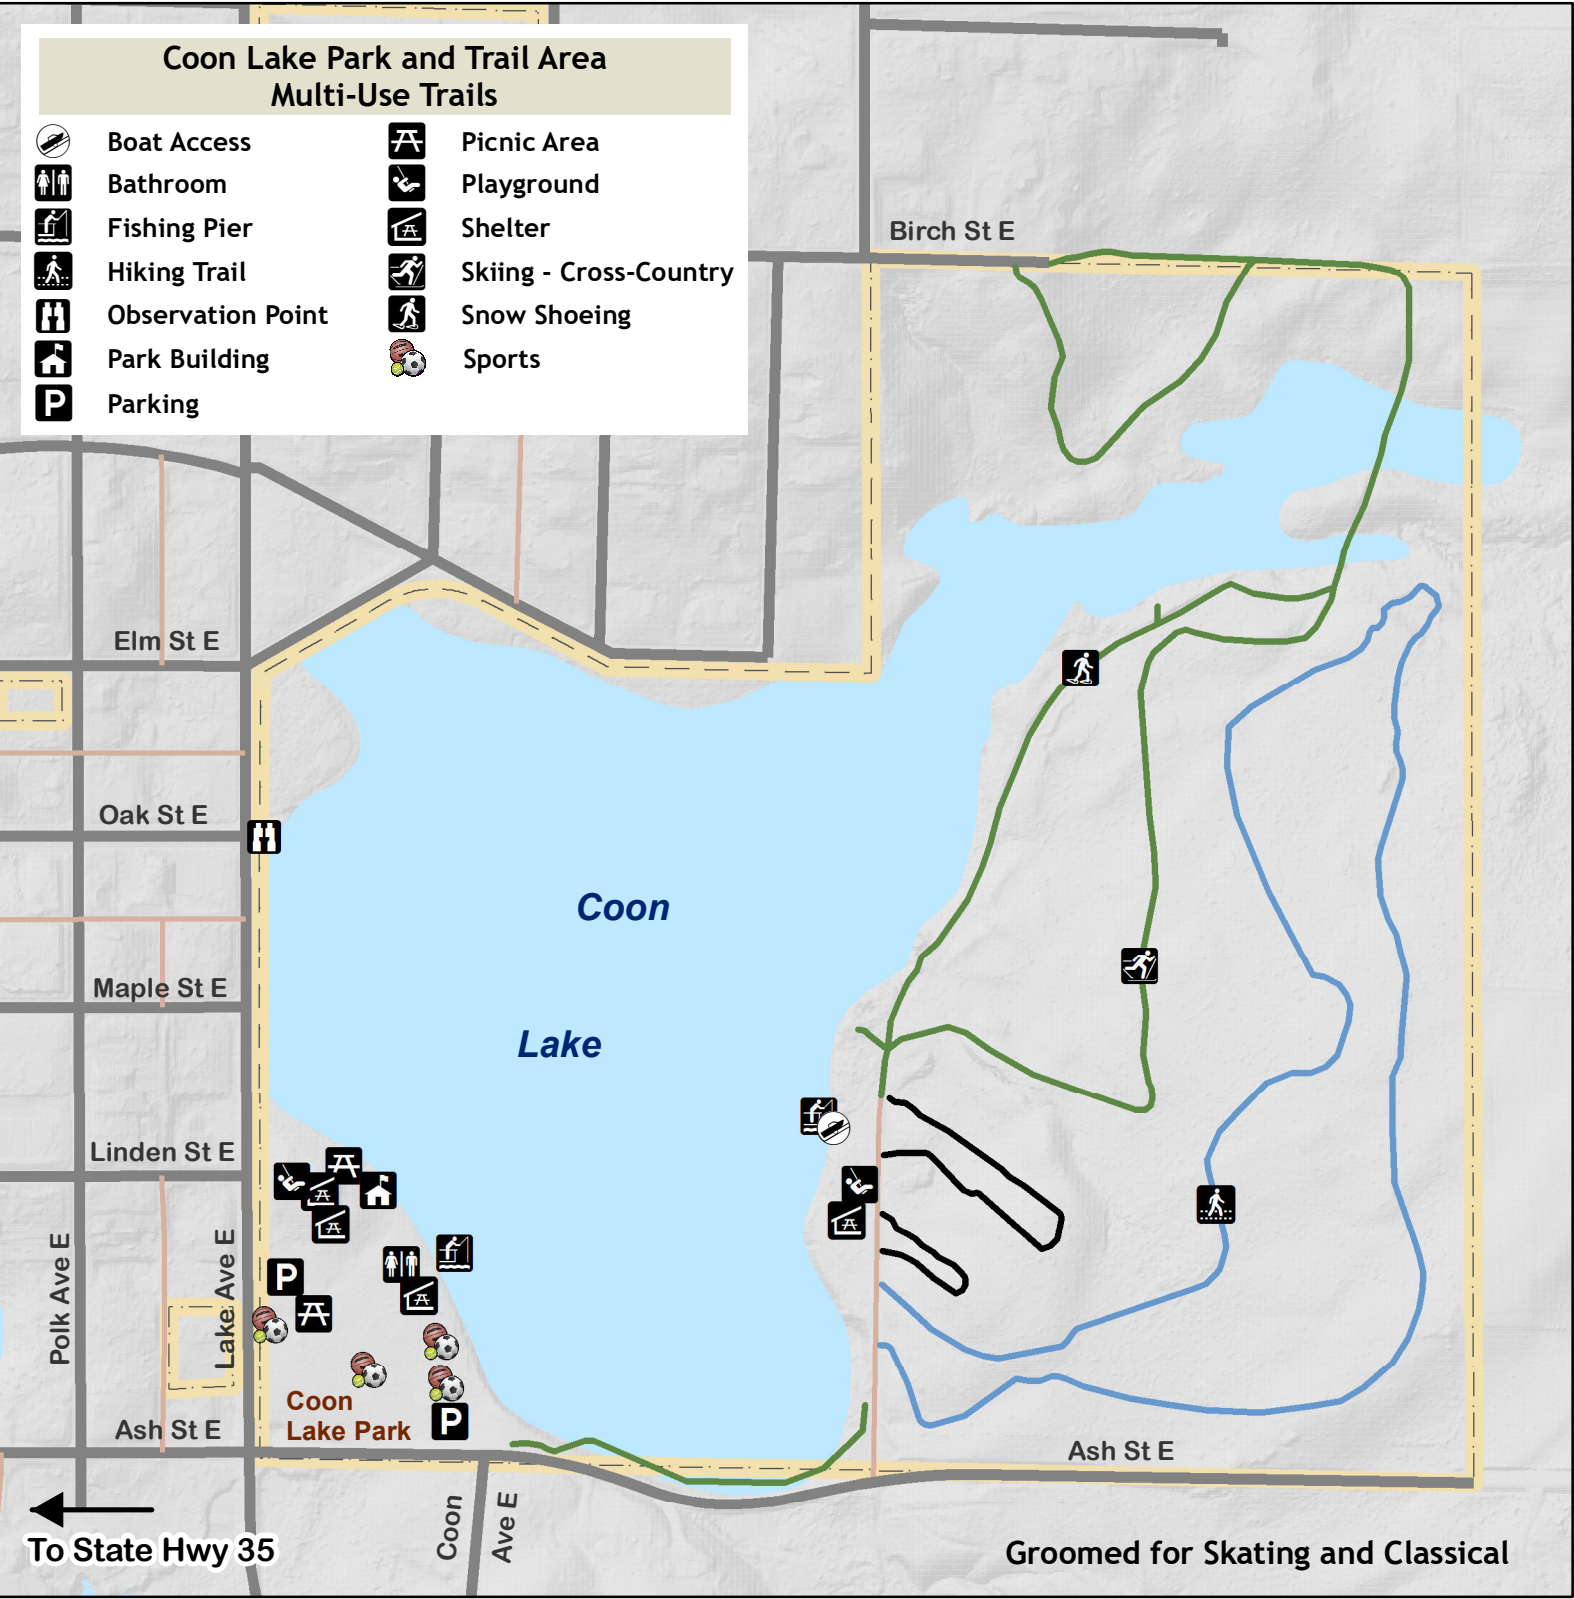 Coon Lake Park and Trail Area
Multi-Use Trails
Boat Access
Bathroom
Fishing Pier
Hiking Trail
Observation Point
Park Building
P Parking
Picnic Area
Playground
Shelter
Skiing - Cross-Country
Snow Shoeing
Sports
Birch St E
Elm St E
Oak St E
Coon
Maple St E
Lake
Linden St E
Polk Ave E
Lake Ave E
P
Coon
Lake Park
P
Ash St E
Ash St E
Coon
Ave E
To State Hwy 35
Groomed for Skating and Classical